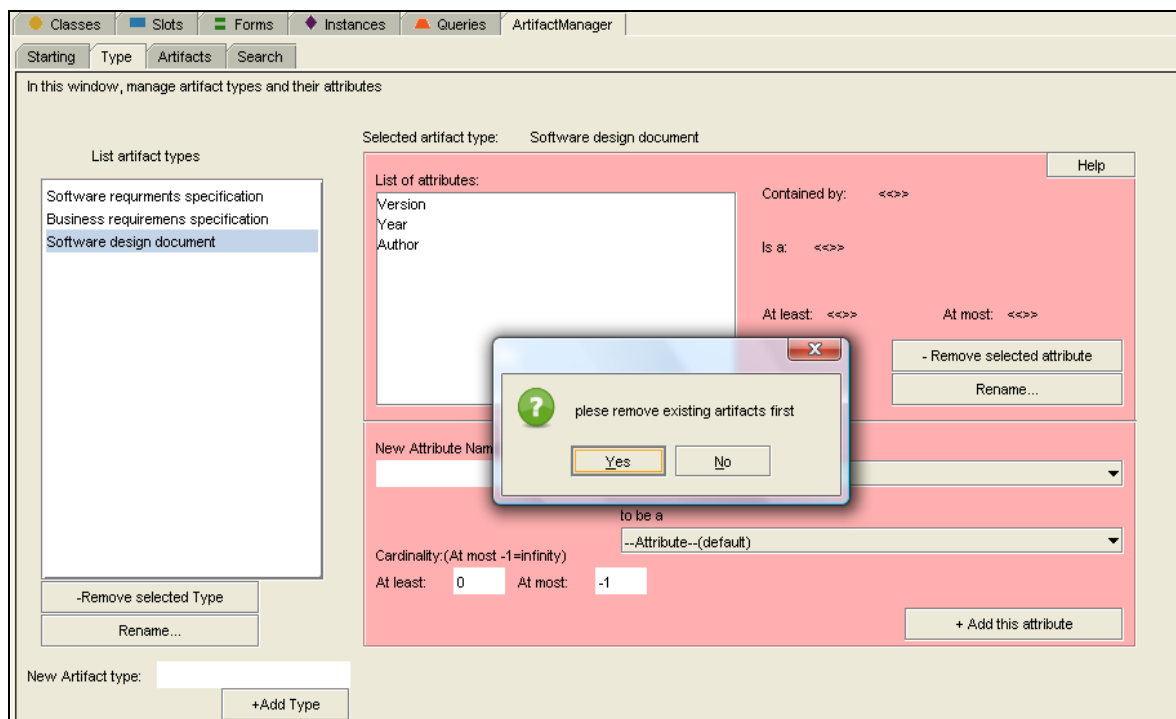 Classes Slots Forms Instances Queries ArtifactManager
Starting Type Artifacts Search
In this window, manage artifact types and their attributes
Selected artifact type: Software design document
List artifact types
Help
List of attributes:
Software requrments specification
Business requiremens specification
Software design document
Version
Year
Author
Contained by: <<>>
Is a: <<>>
At least: <<>> At most: <<>>
- Remove selected attribute
Rename...
X
plese remove existing artifacts first
Yes No
New Attribute Nam
to be a
--Attribute--(default)
Cardinality:(At most -1=infinity)
At least: 0 At most: -1
+ Add this attribute
-Remove selected Type
Rename...
New Artifact type:
+Add Type